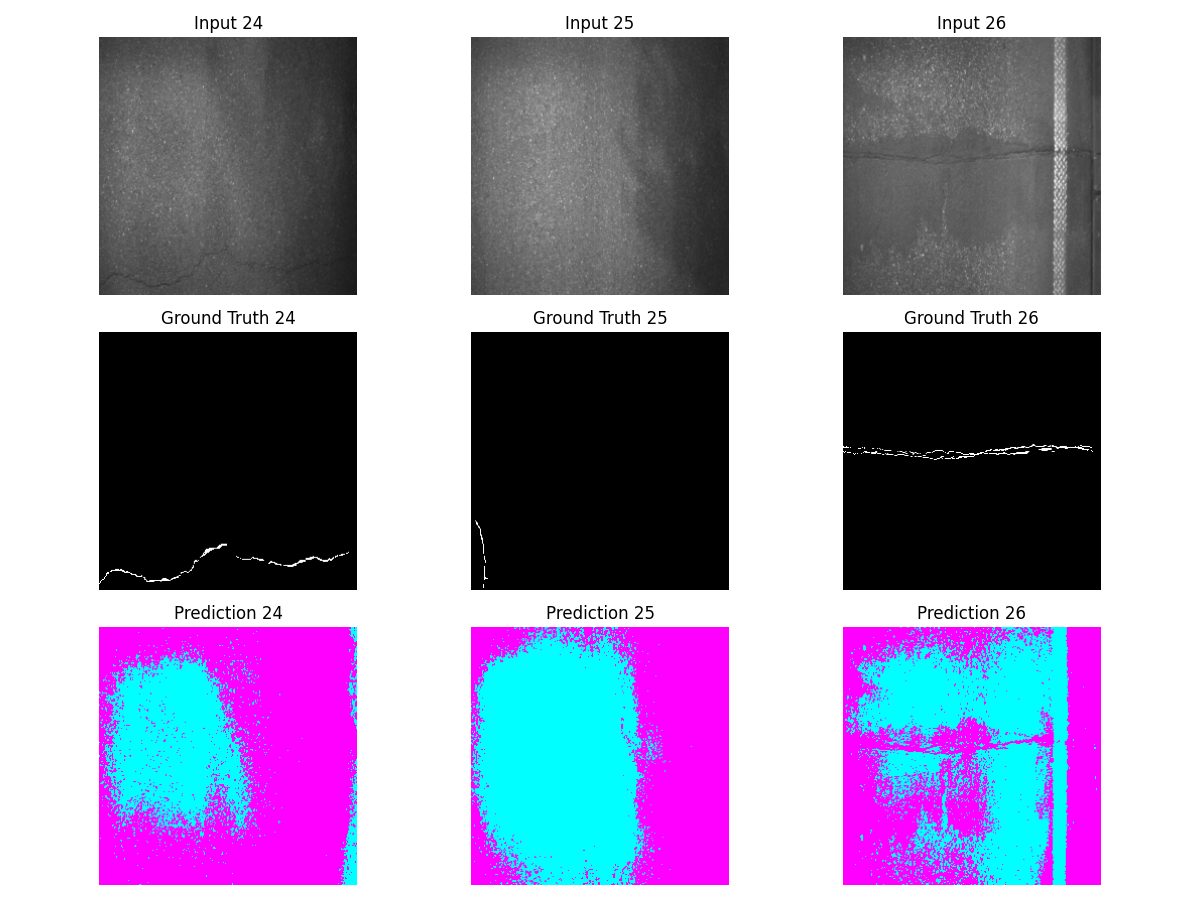 Input 24
Input 25
Input 26
Ground Truth 24
Ground Truth 25
Ground Truth 26
Prediction 24
Prediction 25
Prediction 26